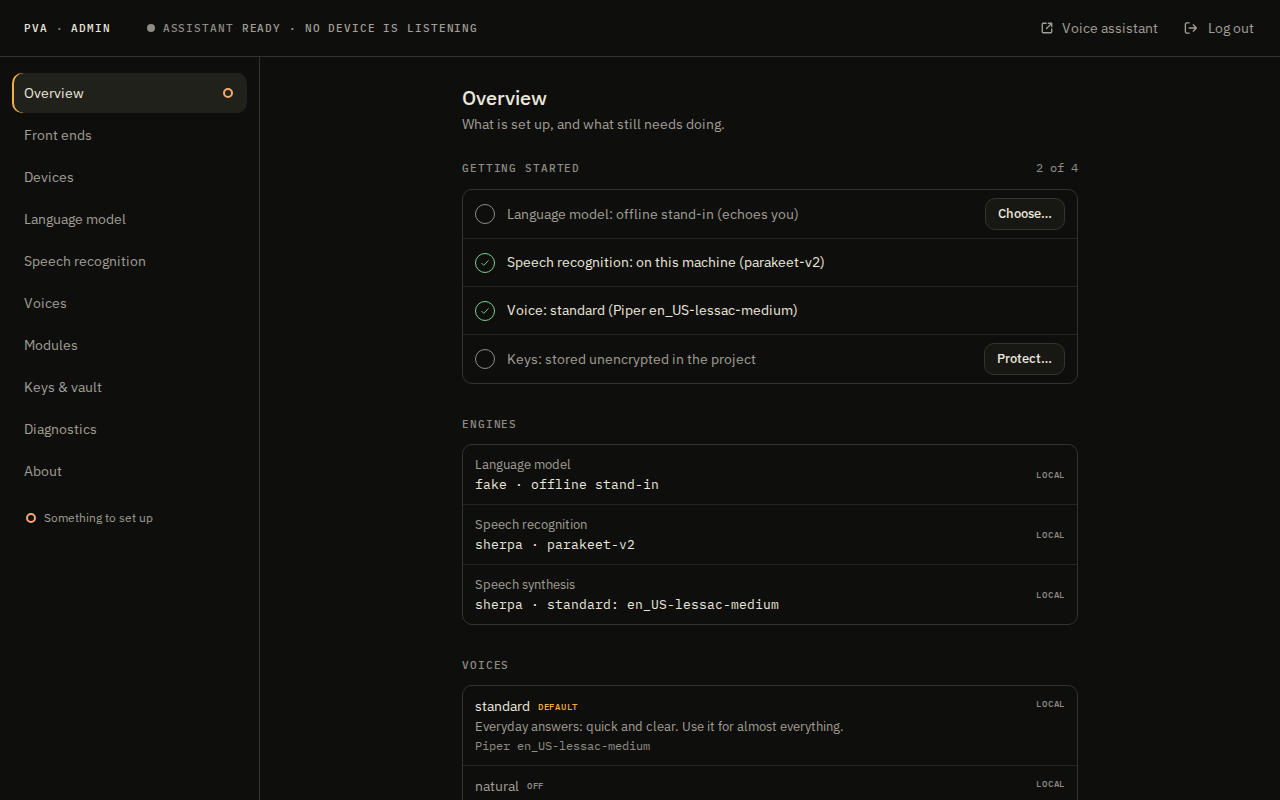 PVA · ADMIN
ASSISTANT READY · NO DEVICE IS LISTENING
Voice assistant
Log out
Overview
Front ends
Devices
Language model
Speech recognition
Voices
Modules
Keys & vault
Diagnostics
About
Something to set up
Overview
What is set up, and what still needs doing.
GETTING STARTED
2 of 4
Language model: offline stand-in (echoes you)
Choose...
Speech recognition: on this machine (parakeet-v2)
Voice: standard (Piper en_US-lessac-medium)
Keys: stored unencrypted in the project
Protect...
ENGINES
Language model
fake · offline stand-in
LOCAL
Speech recognition
sherpa · parakeet-v2
LOCAL
Speech synthesis
sherpa · standard: en_US-lessac-medium
LOCAL
VOICES
standard DEFAULT
LOCAL
Everyday answers: quick and clear. Use it for almost everything.
Piper en_US-lessac-medium
natural OFF
LOCAL